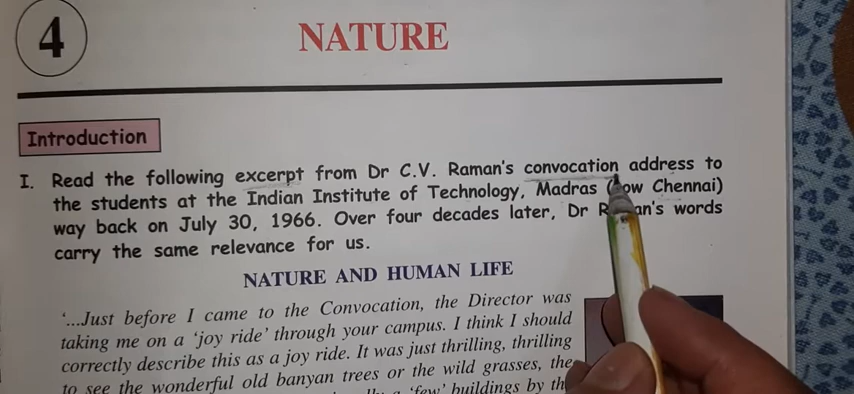 4
NATURE
Introduction
I. Read the following excerpt from Dr C.V. Raman's convocation address to
the students at the Indian Institute of Technology, Madras (now Chennai)
way back on July 30, 1966. Over four decades later, Dr Raman's words
carry the same relevance for us.
NATURE AND HUMAN LIFE
‘...Just before I came to the Convocation, the Director was
taking me on a ‘joy ride’ through your campus. I think I should
correctly describe this as a joy ride. It was just thrilling, thrilling
to see the wonderful old banyan trees or the wild grasses, the
a ‘few’ buildings by